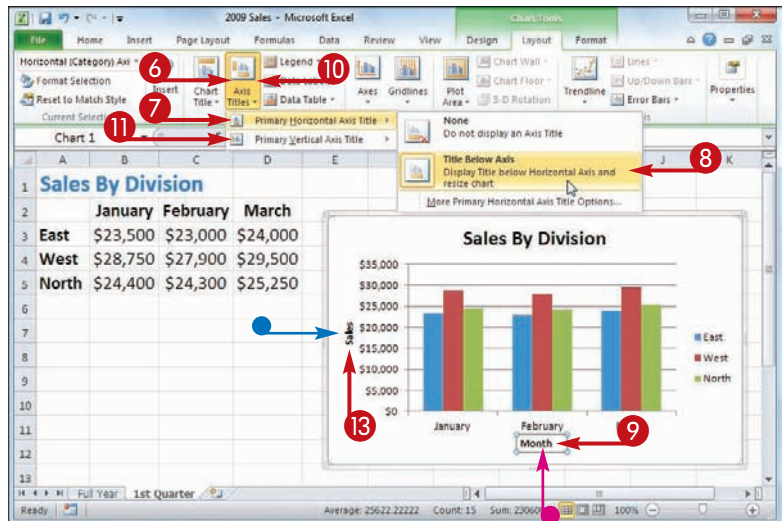 2009 Sales - Microsoft Excel
Chart Tools
File Home Insert Page Layout Formulas Data Review View Design Layout Format
Horizontal (Category) Axi
Format Selection
Reset to Match Style
Current Se
Insert
Chart Title
Axis Titles
Legend
Data Table
Axes
Gridlines
Plot Area
Chart Wall
Chart Floor
3-D Rotation
Trendline
Lines
Up/Down Bars
Error Bars
Properties
6
10
7
11
Primary Horizontal Axis Title
Primary Vertical Axis Title
None
Do not display an Axis Title
Title Below Axis
Display Title below Horizontal Axis and
resize chart
More Primary Horizontal Axis Title Options...
8
Chart 1
A B C D E J K
1 Sales By Division
2 January February March
3 East $23,500 $23,000 $24,000
4 West $28,750 $27,900 $29,500
5 North $24,400 $24,300 $25,250
6
7
8
9
10
11
12
13
Sales By Division
$35,000
$30,000
$25,000
$20,000
$15,000
$10,000
$5,000
$0
Sales
13
January February
Month
9
East
West
North
Full Year 1st Quarter
Ready Average: 25622.22222 Count: 15 Sum: 23060 100%